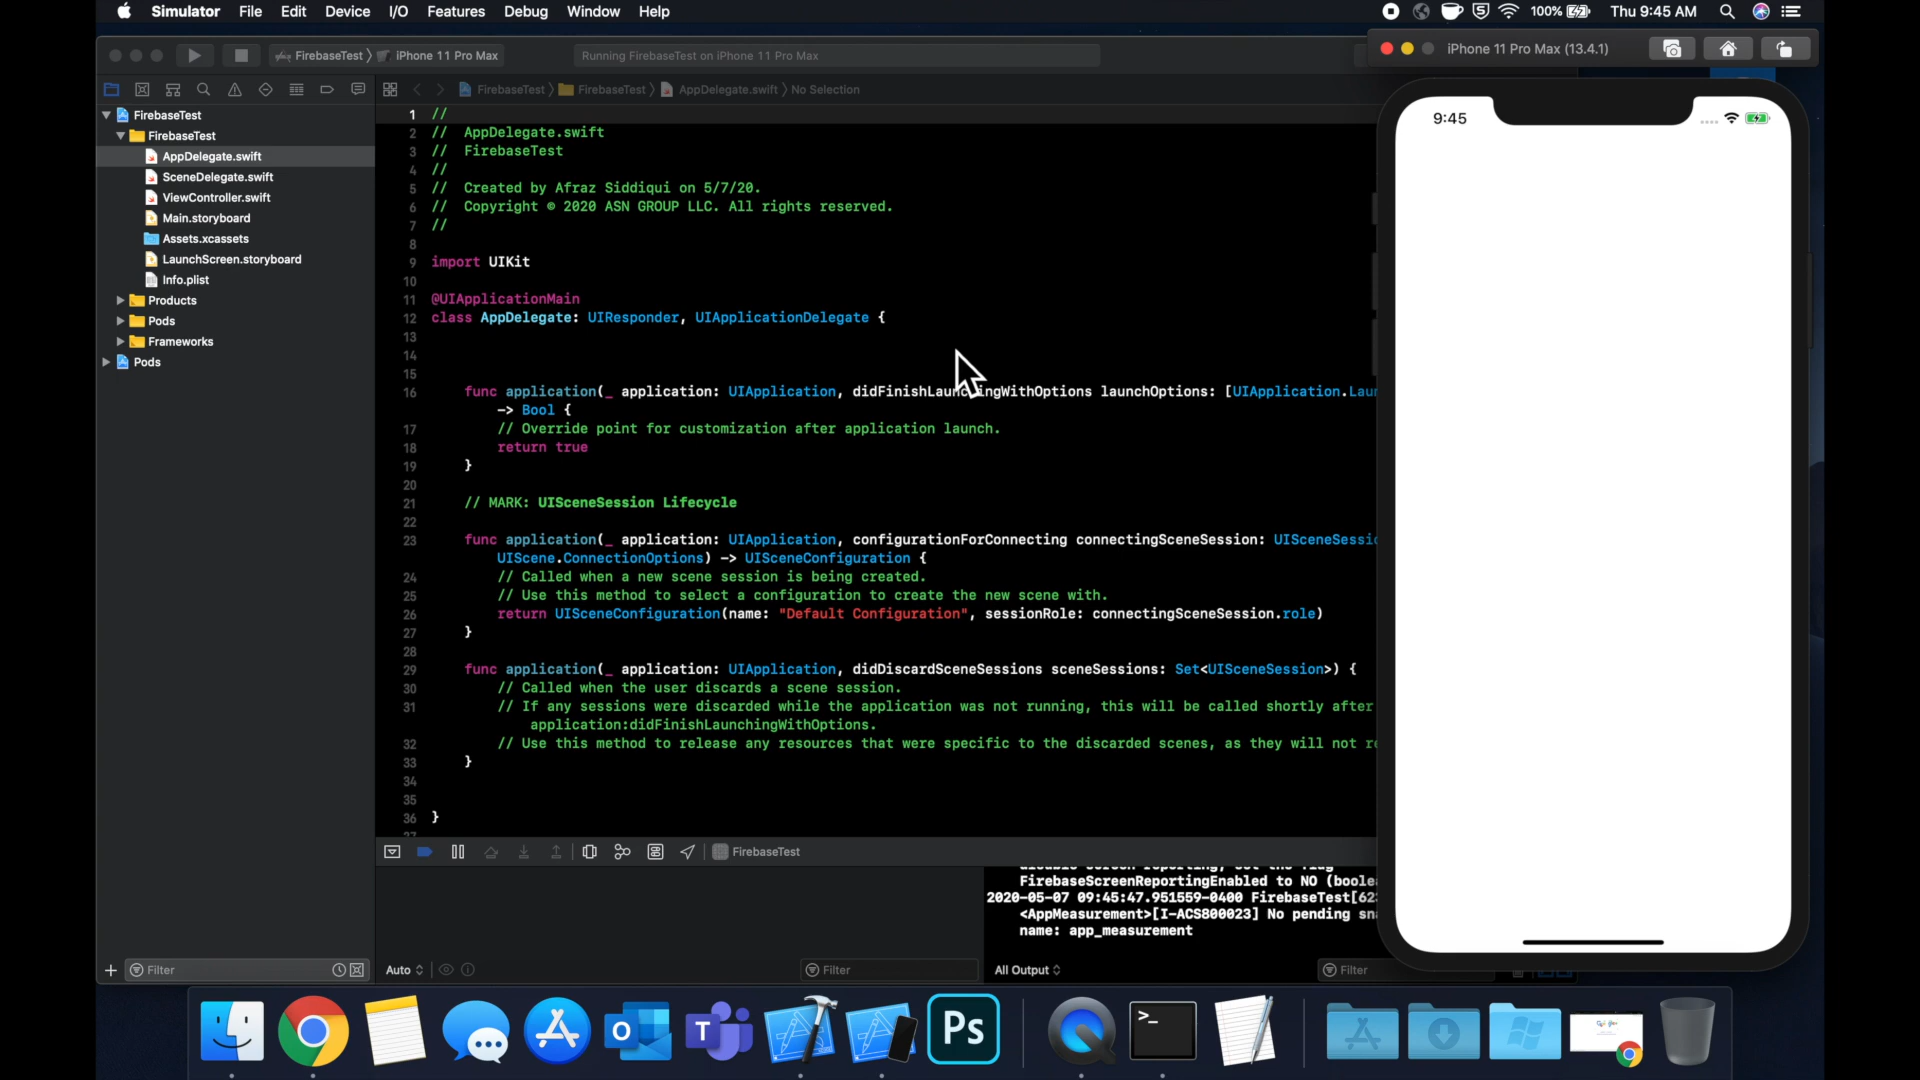 Simulator File Edit Device I/O Features Debug Window Help
100% Thu 9:45 AM
FirebaseTest iPhone 11 Pro Max
Running FirebaseTest on iPhone 11 Pro Max
iPhone 11 Pro Max (13.4.1)
FirebaseTest FirebaseTest AppDelegate.swift No Selection
9:45
FirebaseTest
FirebaseTest
AppDelegate.swift
SceneDelegate.swift
ViewController.swift
Main.storyboard
Assets.xcassets
LaunchScreen.storyboard
Info.plist
Products
Pods
Frameworks
Pods
1 //
2 // AppDelegate.swift
3 // FirebaseTest
4 //
5 // Created by Afraz Siddiqui on 5/7/20.
6 // Copyright © 2020 ASN GROUP LLC. All rights reserved.
7 //
8
9 import UIKit
10
11 @UIApplicationMain
12 class AppDelegate: UIResponder, UIApplicationDelegate {
13
14
15
16 func application(_ application: UIApplication, didFinishLaunchingWithOptions launchOptions: [UIApplication.Lau
-> Bool {
17 // Override point for customization after application launch.
18 return true
19 }
20
21 // MARK: UISceneSession Lifecycle
22
23 func application(_ application: UIApplication, configurationForConnecting connectingSceneSession: UISceneSessi
UIScene.ConnectionOptions) -> UISceneConfiguration {
24 // Called when a new scene session is being created.
25 // Use this method to select a configuration to create the new scene with.
26 return UISceneConfiguration(name: "Default Configuration", sessionRole: connectingSceneSession.role)
27 }
28
29 func application(_ application: UIApplication, didDiscardSceneSessions sceneSessions: Set<UISceneSession>) {
30 // Called when the user discards a scene session.
31 // If any sessions were discarded while the application was not running, this will be called shortly after
application:didFinishLaunchingWithOptions.
32 // Use this method to release any resources that were specific to the discarded scenes, as they will not
33 }
34
35
36 }
FirebaseTest
FirebaseScreenReportingEnabled to NO (boole
2020-05-07 09:45:47.951559-0400 FirebaseTest[62
<AppMeasurement>[I-ACS800023] No pending sn
name: app_measurement
Filter
Auto
Filter
All Output
Filter
Ps